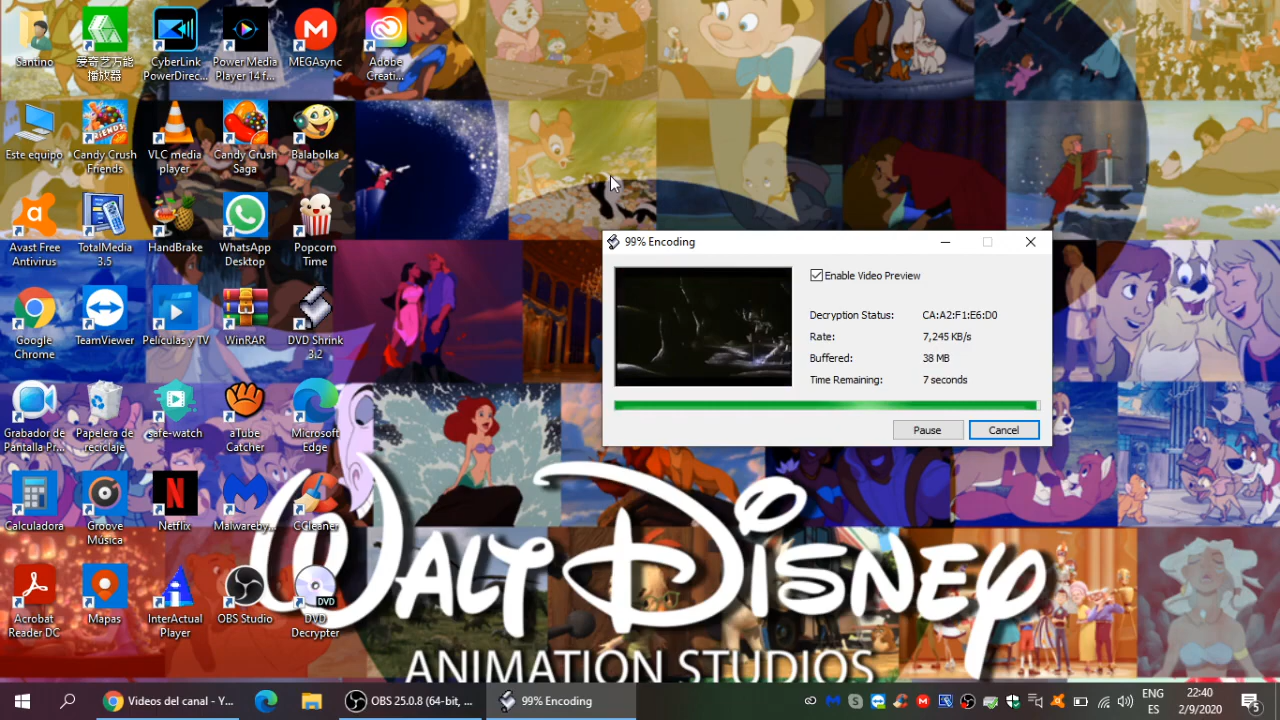 Santino
爱奇艺万能
播放器
CyberLink
PowerDirec...
Power Media
Player 14 f...
MEGAsync
Adobe
Creati...
Este equipo
Candy Crush
Friends
VLC media
player
Candy Crush
Saga
Balabolka
Avast Free
Antivirus
TotalMedia
3.5
HandBrake
WhatsApp
Desktop
Popcorn
Time
Google
Chrome
TeamViewer
Películas y TV
WinRAR
DVD Shrink
3.2
Grabador de
Pantalla Pr...
Papelera de
reciclaje
safe-watch
aTube
Catcher
Microsoft
Edge
Calculadora
Groove
Música
Netflix
Malwareby...
CCleaner
Acrobat
Reader DC
Mapas
InterActual
Player
OBS Studio
DVD
DVD
Decrypter
99% Encoding
Enable Video Preview
Decryption Status: CA:A2:F1:E6:D0
Rate: 7,245 KB/s
Buffered: 38 MB
Time Remaining: 7 seconds
Pause
Cancel
WALT DISNEY
ANIMATION STUDIOS
Videos del canal - Y...
OBS 25.0.8 (64-bit, ...
99% Encoding
ENG
ES
22:40
2/9/2020
5